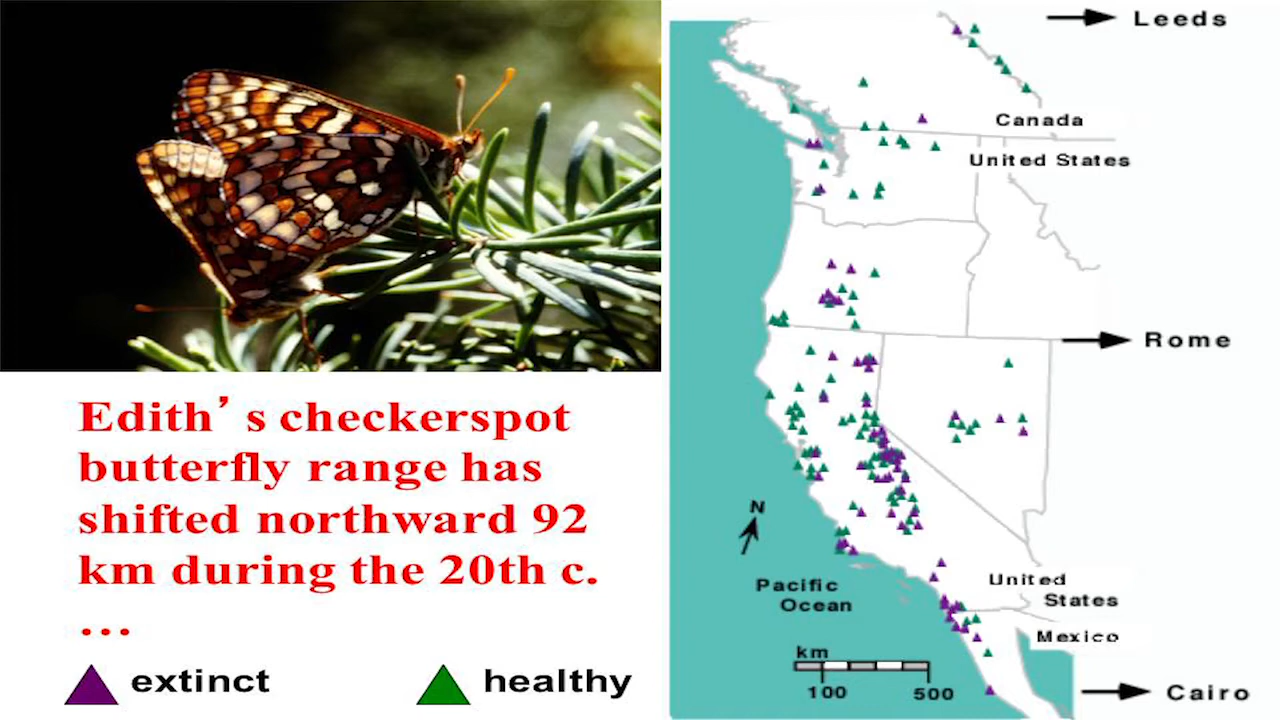 Edith’s checkerspot
butterfly range has
shifted northward 92
km during the 20th c.
…
extinct
healthy
Leeds
Canada
United States
Rome
N
Pacific
Ocean
United
States
Mexico
km
100
500
Cairo